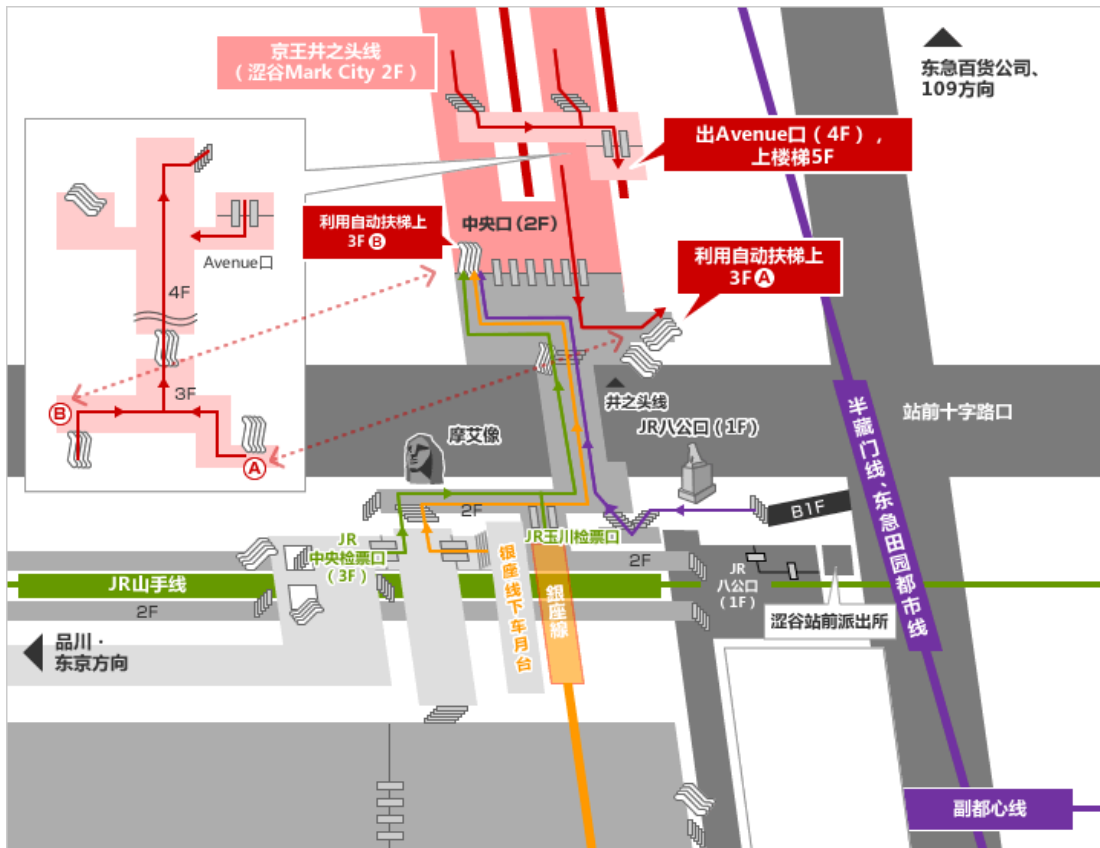 京王井之头线
（涩谷Mark City 2F）
东急百货公司、
109方向
出Avenue口（4F），
上楼梯5F
利用自动扶梯上
3F B
中央口(2F)
利用自动扶梯上
3F A
Avenue口
4F
3F
B
A
井之头线
JR八公口（1F）
站前十字路口
摩艾像
半藏门线、东急田园都市线
2F
B1F
JR
中央检票口
（3F）
JR玉川检票口
2F
银座线下车月台
銀座線
JR
八公口
（1F）
JR山手线
2F
涩谷站前派出所
品川·
东京方向
副都心线